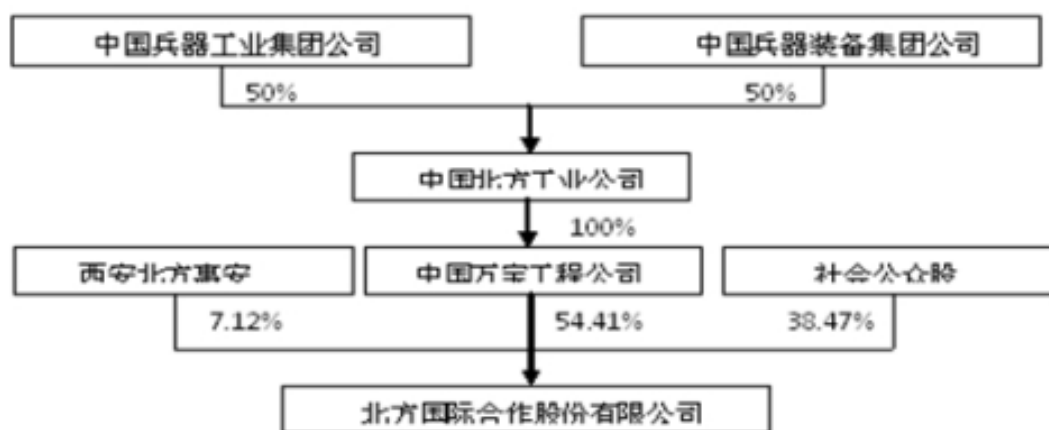 中国兵器工业集团公司
中国兵器装备集团公司
50%
50%
中国北方工业公司
100%
西安北方惠安
中国万宝工程公司
社会公众股
7.12%
54.41%
38.47%
北方国际合作股份有限公司